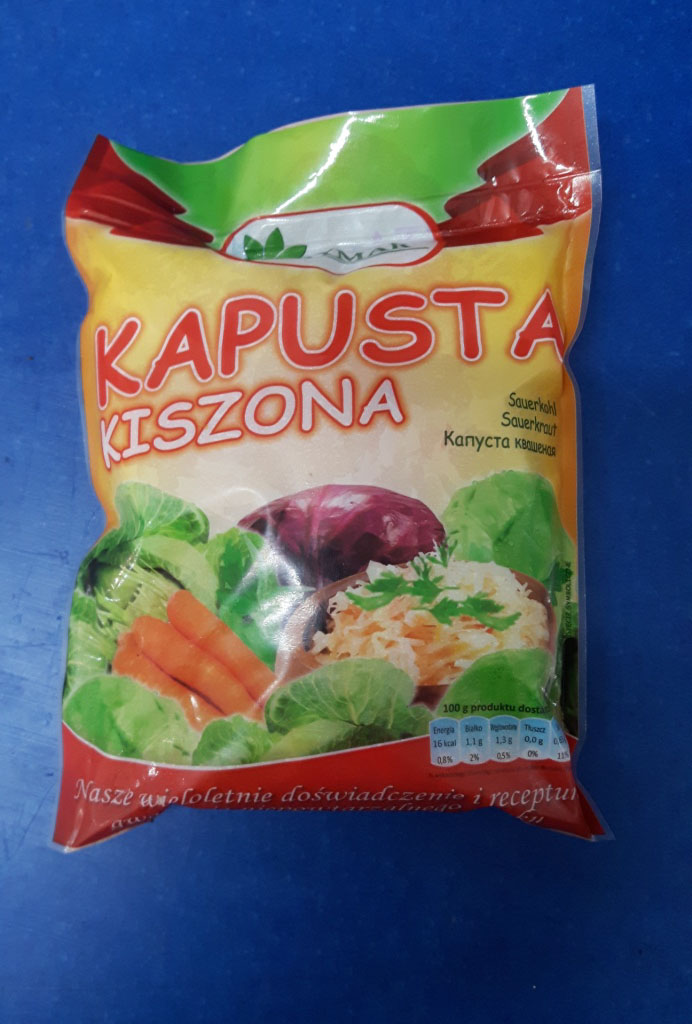 KAPUSTA
KISZONA
Sauerkohl
Sauerkraut
Капуста квашеная
100 g produktu
Energia Białko Węglowodany Tłuszcz
16 kcal 1,1 g 1,3 g 0,0 g
0,8% 2% 0,5% 0%
Nasze wieloletnie doświadczenie i receptur